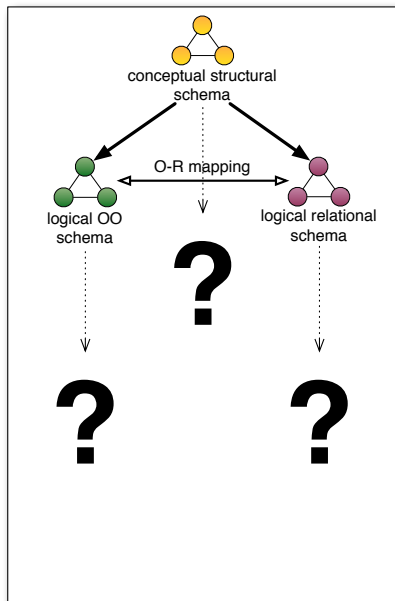 conceptual structural
schema
O-R mapping
logical OO
schema
logical relational
schema
?
?
?